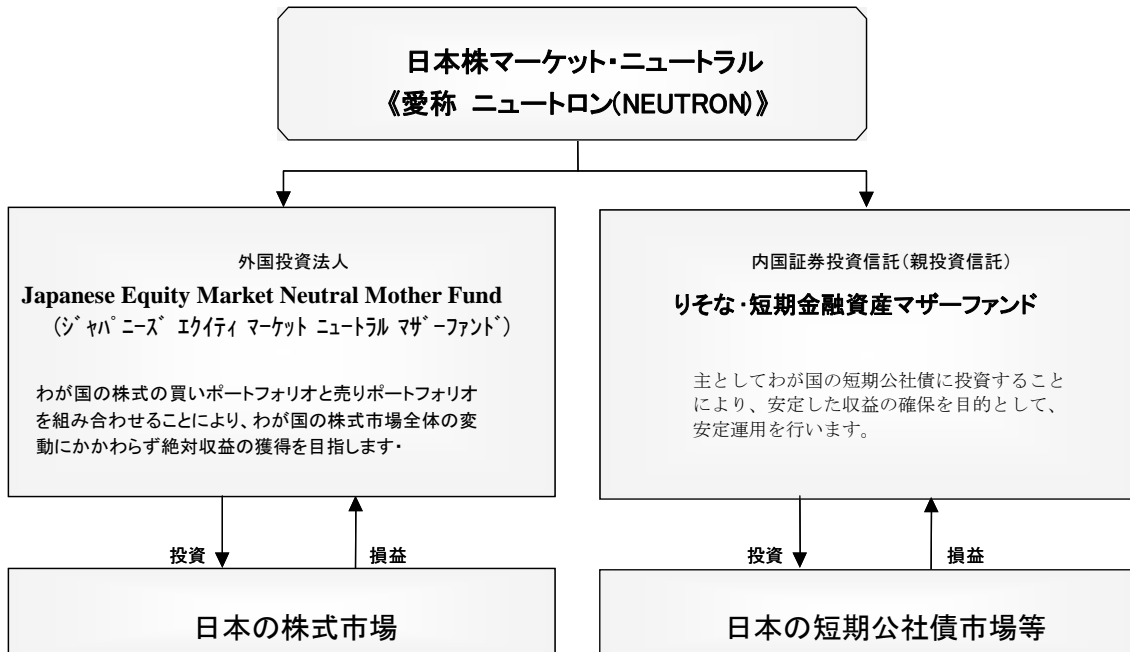 日本株マーケット・ニュートラル
《愛称 ニュートロン(NEUTRON)》
外国投資法人
Japanese Equity Market Neutral Mother Fund
（ｼﾞｬﾊﾟﾆｰｽﾞ ｴｸｲﾃｨ ﾏｰｹｯﾄ ﾆｭｰﾄﾗﾙ ﾏｻﾞｰﾌｧﾝﾄﾞ）
わが国の株式の買いポートフォリオと売りポートフォリオ
を組み合わせることにより、わが国の株式市場全体の変
動にかかわらず絶対収益の獲得を目指します・
内国証券投資信託（親投資信託）
りそな・短期金融資産マザーファンド
主としてわが国の短期公社債に投資すること
により、安定した収益の確保を目的として、
安定運用を行います。
投資
損益
投資
損益
日本の株式市場
日本の短期公社債市場等